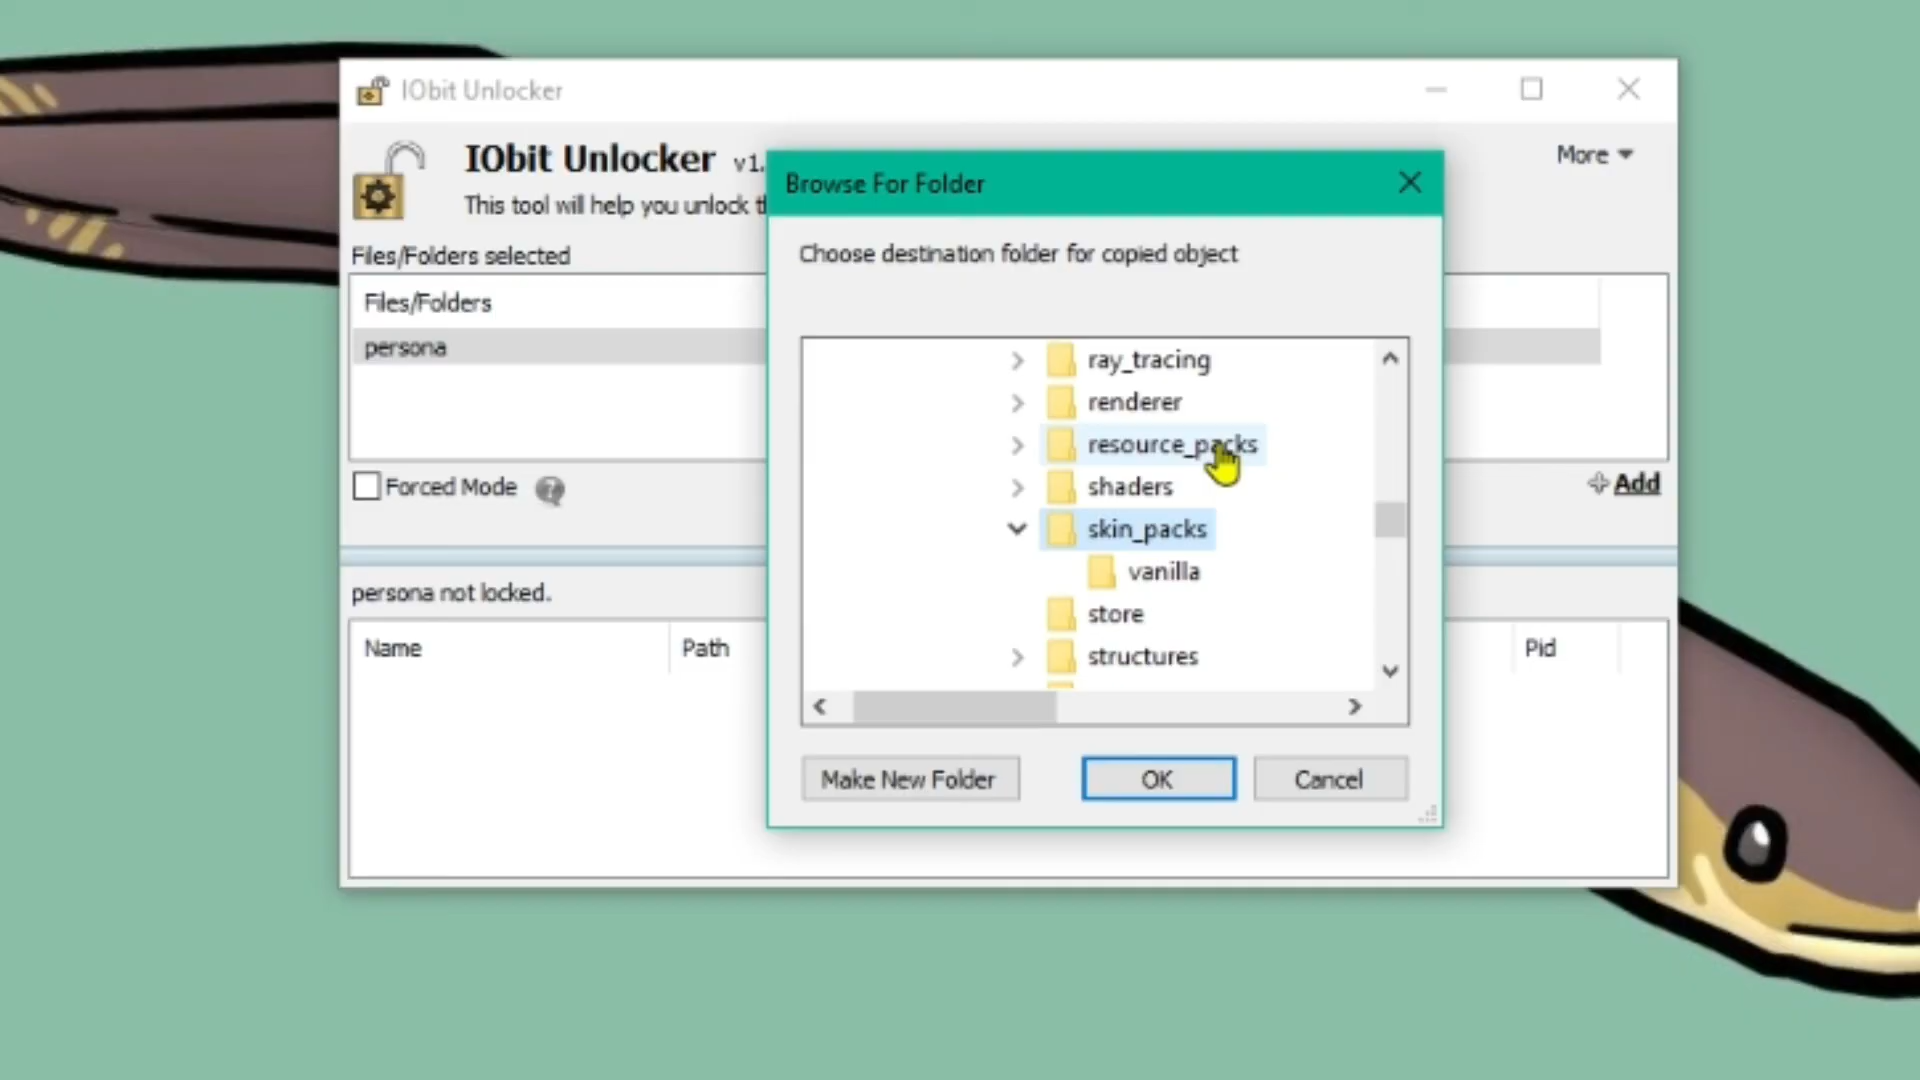 IObit Unlocker
IObit Unlocker v1.
More
This tool will help you unlock
Files/Folders selected
Files/Folders
persona
Forced Mode
Add
persona not locked.
Name Path Pid
Browse For Folder
Choose destination folder for copied object
ray_tracing
renderer
resource_packs
shaders
skin_packs
vanilla
store
structures
Make New Folder OK Cancel